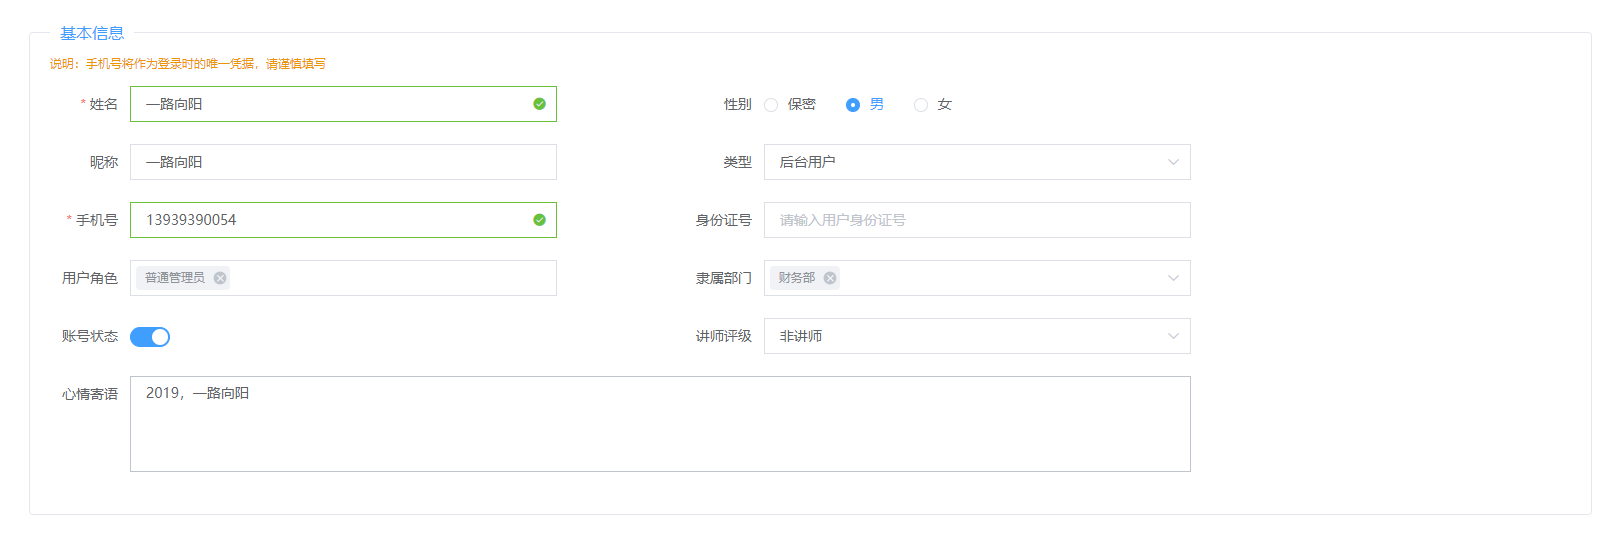 基本信息
说明：手机号将作为登录时的唯一凭据，请谨慎填写
* 姓名 一路向阳 性别 保密 男 女
昵称 一路向阳 类型 后台用户
* 手机号 13939390054 身份证号 请输入用户身份证号
用户角色 普通管理员 隶属部门 财务部
账号状态 讲师评级 非讲师
心情寄语 2019，一路向阳